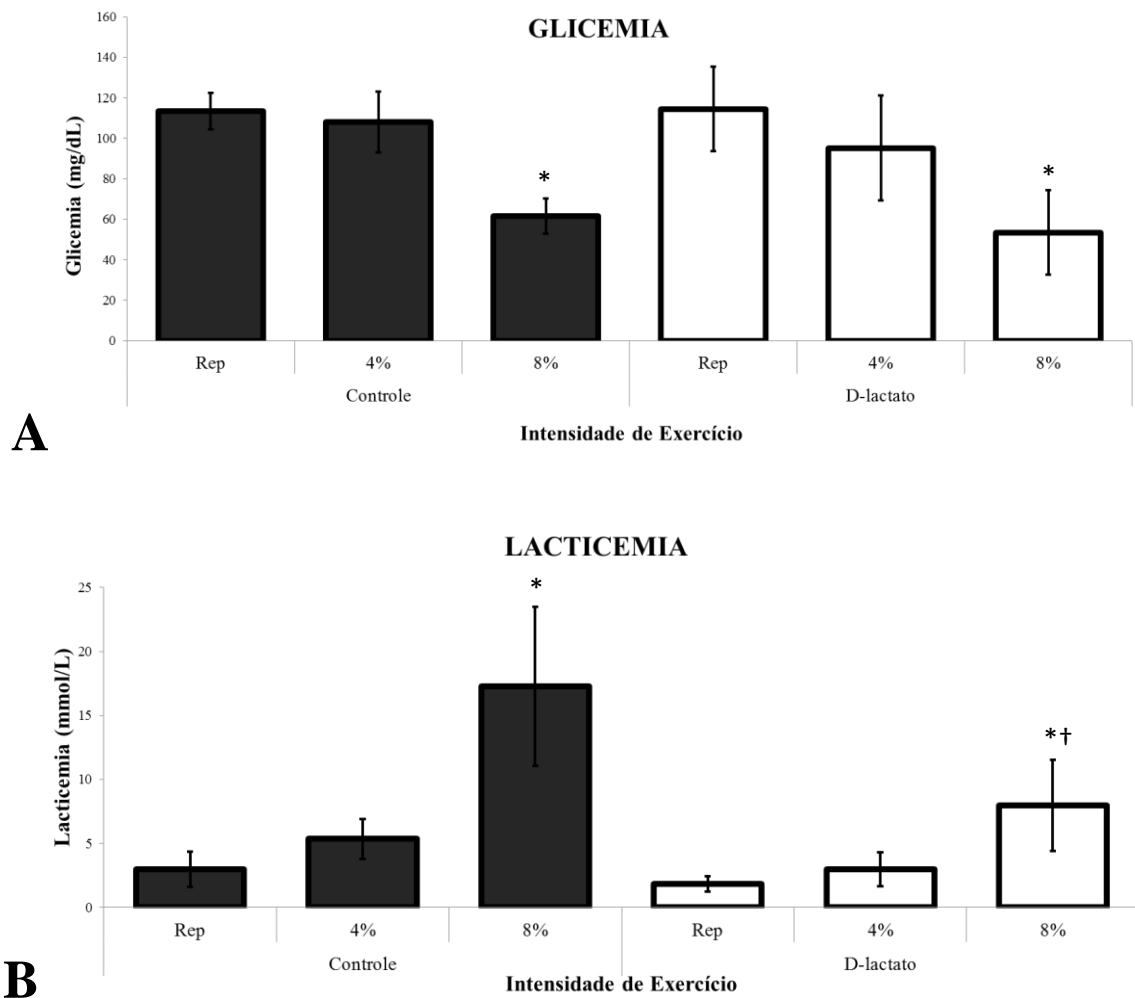 GLICEMIA
Glicemia (mg/dL)
160
140
120
100
80
60
40
20
0
*
*
Rep 4% 8% Rep 4% 8%
Controle D-lactato
Intensidade de Exercício
A
LACTICEMIA
Lacticemia (mmol/L)
25
20
15
10
5
0
*
*†
Rep 4% 8% Rep 4% 8%
Controle D-lactato
Intensidade de Exercício
B